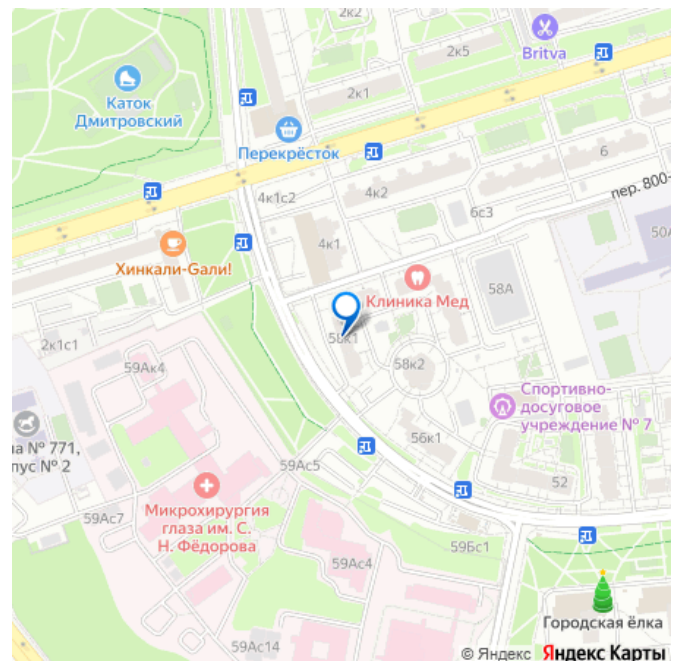 2к2
Britva
2к5
Каток
Дмитровский
2к1
Перекрёсток
6
4к1с2
4к2
пер. 800-
6с3
50А
4к1
Хинкали-Gали!
Клиника Мед
58А
58к1
2к1с1
59Ак4
58к2
Спортивно-
досуговое
учреждение № 7
56к1
ла № 771,
пус № 2
59Ас5
52
Микрохирургия
глаза им. С.
Н. Фёдорова
59Ас7
59Бс1
59Ас4
Городская ёлка
59Ас14
© Яндекс Яндекс Карты